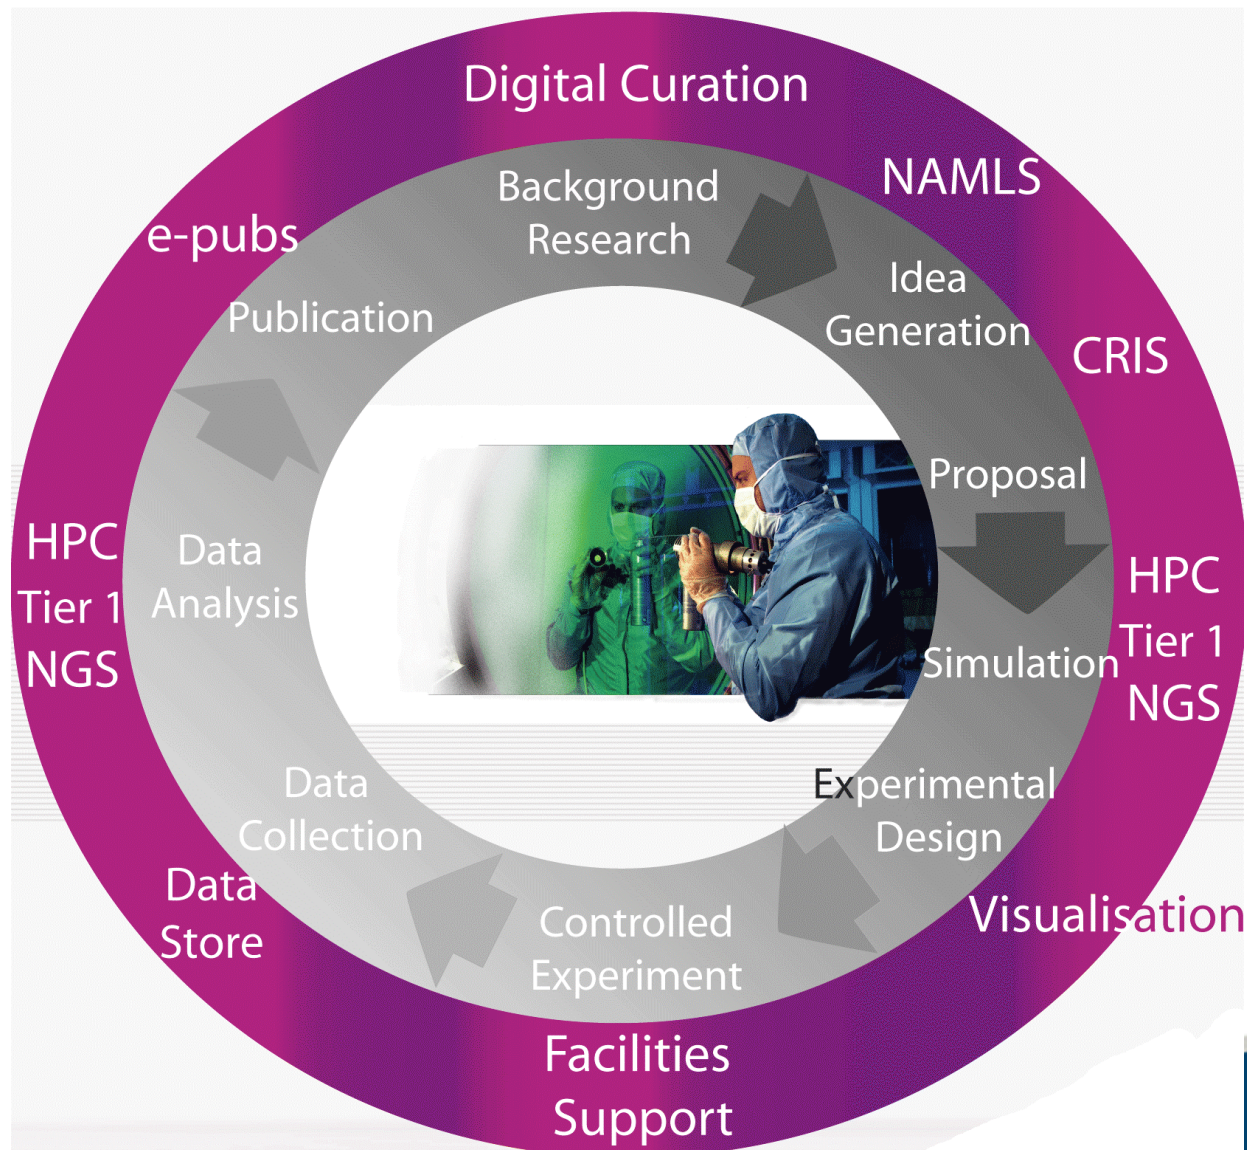 Digital Curation
NAMLS
CRIS
HPC
Tier 1
NGS
Visualisation
Facilities
Support
Data
Store
HPC
Tier 1
NGS
e-pubs
Background
Research
Idea
Generation
Proposal
Simulation
Experimental
Design
Controlled
Experiment
Data
Collection
Data
Analysis
Publication